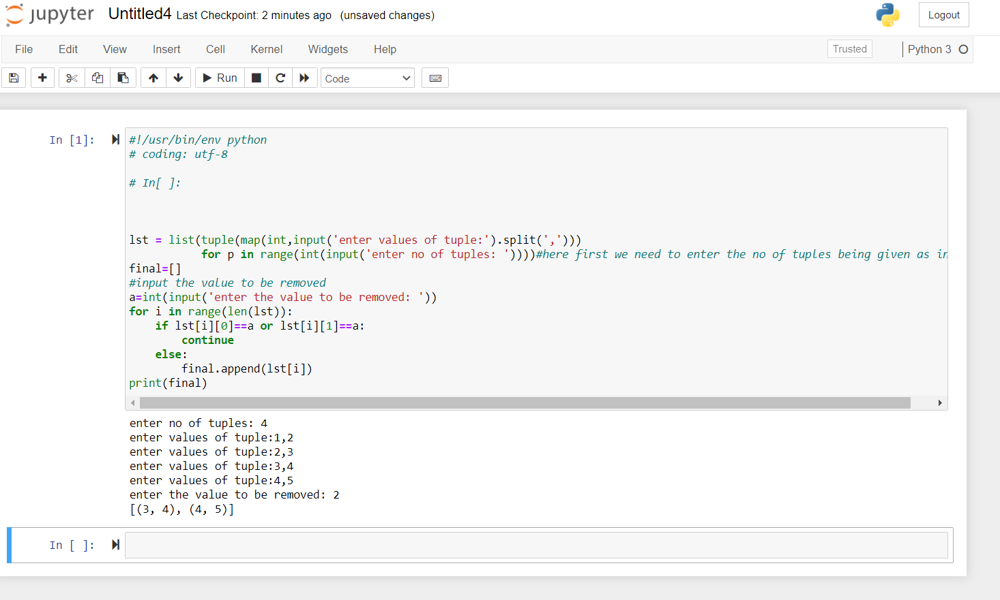 jupyter Untitled4 Last Checkpoint: 2 minutes ago (unsaved changes) Logout
File Edit View Insert Cell Kernel Widgets Help Trusted Python 3
Run Code
In [1]: #!/usr/bin/env python
# coding: utf-8
# In[ ]:
lst = list(tuple(map(int,input('enter values of tuple:').split(',')))
for p in range(int(input('enter no of tuples: '))))#here first we need to enter the no of tuples being given as in
final=[]
#input the value to be removed
a=int(input('enter the value to be removed: '))
for i in range(len(lst)):
if lst[i][0]==a or lst[i][1]==a:
continue
else:
final.append(lst[i])
print(final)
enter no of tuples: 4
enter values of tuple:1,2
enter values of tuple:2,3
enter values of tuple:3,4
enter values of tuple:4,5
enter the value to be removed: 2
[(3, 4), (4, 5)]
In [ ]: